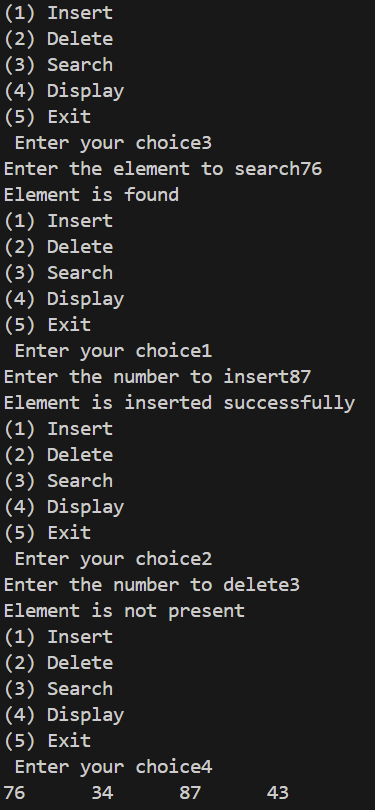 (1) Insert
(2) Delete
(3) Search
(4) Display
(5) Exit
 Enter your choice3
Enter the element to search76
Element is found
(1) Insert
(2) Delete
(3) Search
(4) Display
(5) Exit
 Enter your choice1
Enter the number to insert87
Element is inserted successfully
(1) Insert
(2) Delete
(3) Search
(4) Display
(5) Exit
 Enter your choice2
Enter the number to delete3
Element is not present
(1) Insert
(2) Delete
(3) Search
(4) Display
(5) Exit
 Enter your choice4
76      34      87      43